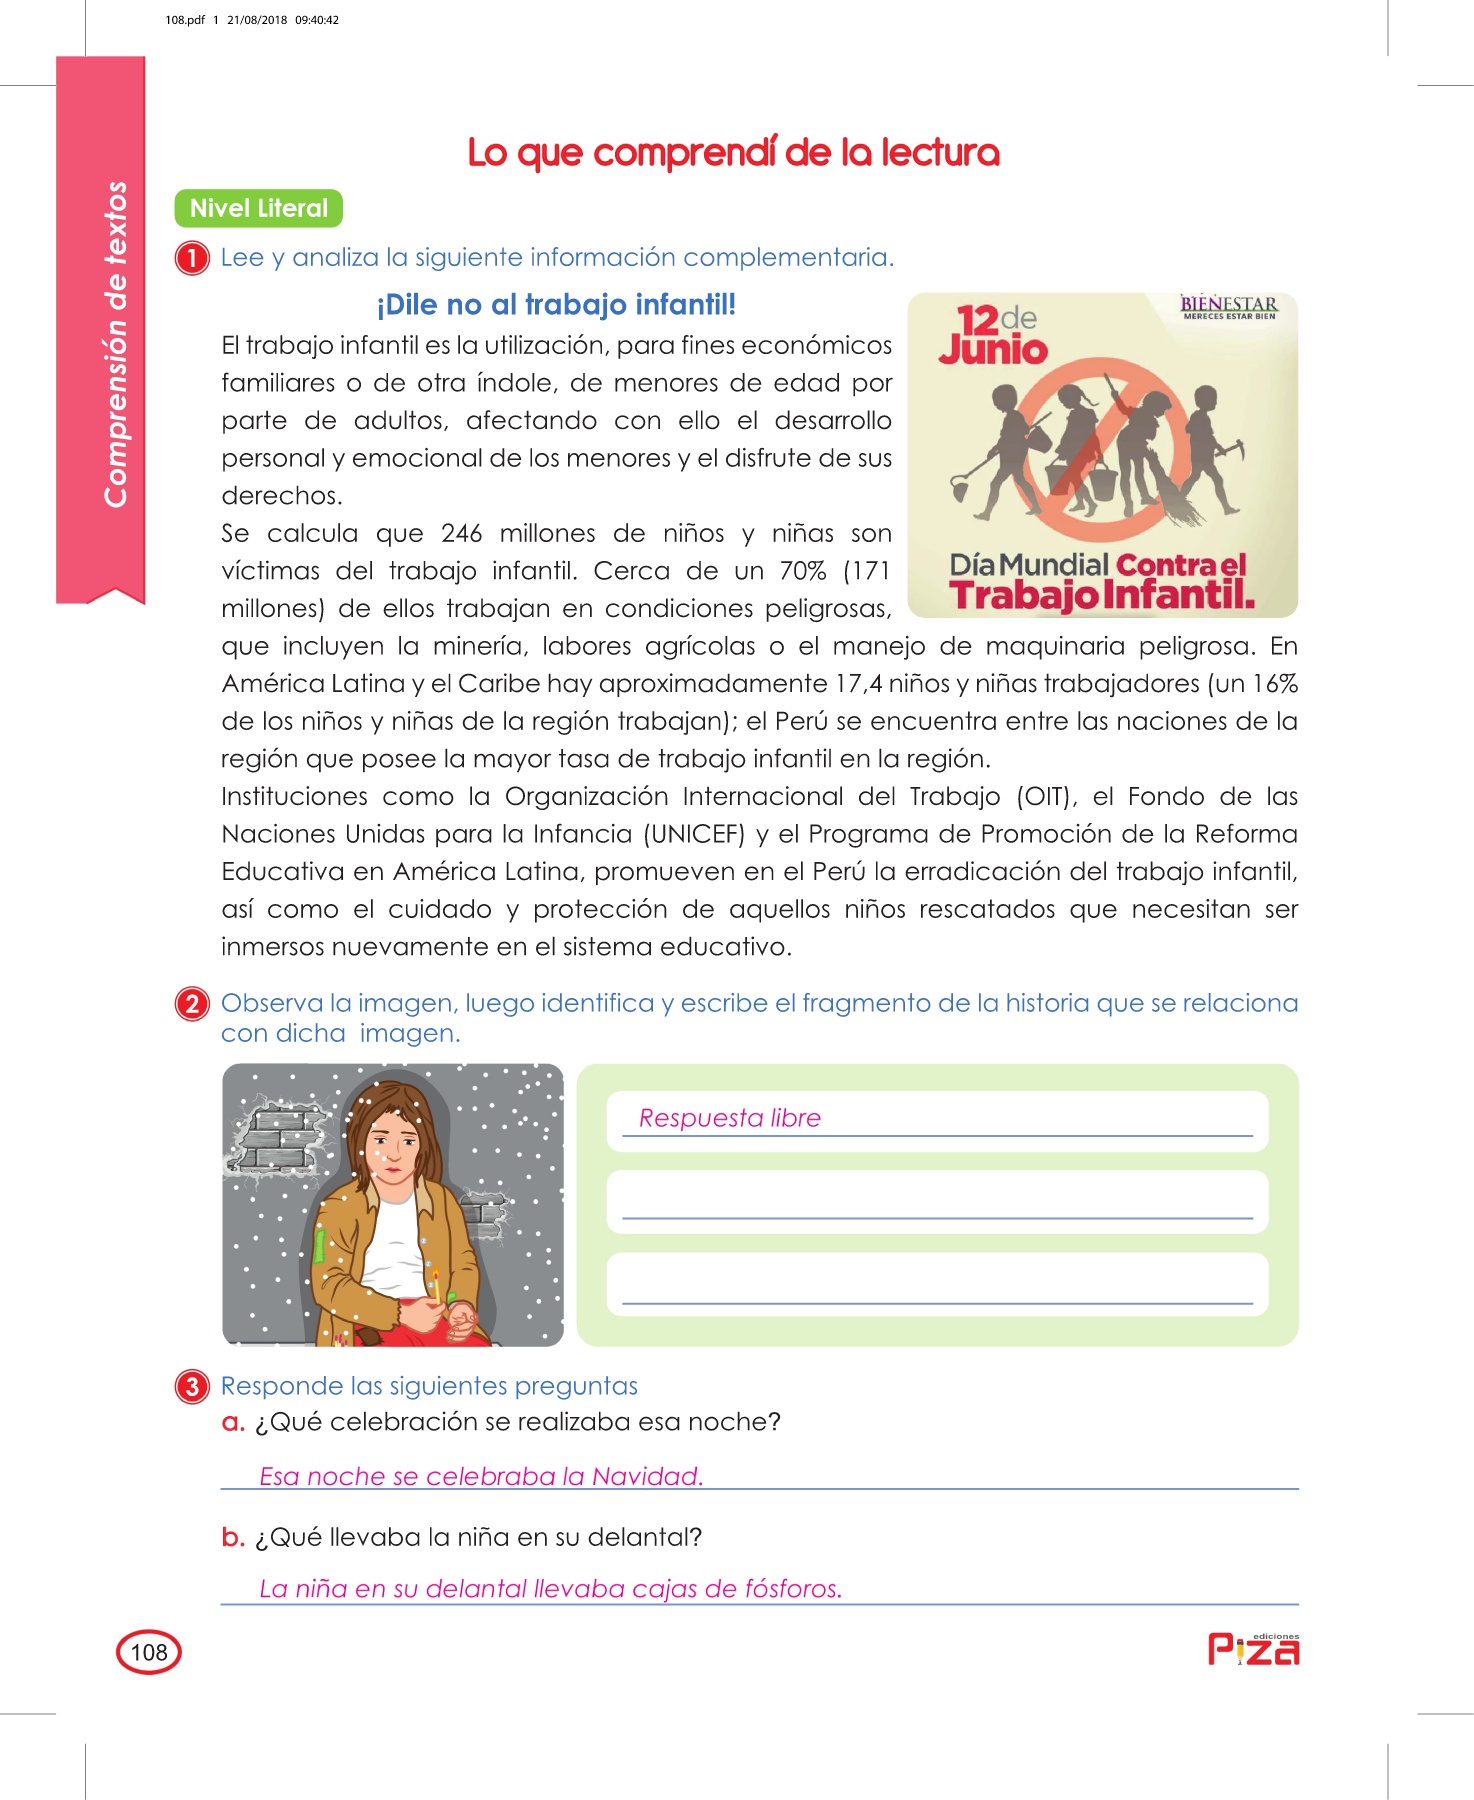 108.pdf 1 21/08/2018 09:40:42
Comprensión de textos
Lo que comprendí de la lectura
Nivel Literal
1 Lee y analiza la siguiente información complementaria.
¡Dile no al trabajo infantil!
El trabajo infantil es la utilización, para fines económicos
familiares o de otra índole, de menores de edad por
parte de adultos, afectando con ello el desarrollo
personal y emocional de los menores y el disfrute de sus
derechos.
Se calcula que 246 millones de niños y niñas son
víctimas del trabajo infantil. Cerca de un 70% (171
millones) de ellos trabajan en condiciones peligrosas,
que incluyen la minería, labores agrícolas o el manejo de maquinaria peligrosa. En
América Latina y el Caribe hay aproximadamente 17,4 niños y niñas trabajadores (un 16%
de los niños y niñas de la región trabajan); el Perú se encuentra entre las naciones de la
región que posee la mayor tasa de trabajo infantil en la región.
Instituciones como la Organización Internacional del Trabajo (OIT), el Fondo de las
Naciones Unidas para la Infancia (UNICEF) y el Programa de Promoción de la Reforma
Educativa en América Latina, promueven en el Perú la erradicación del trabajo infantil,
así como el cuidado y protección de aquellos niños rescatados que necesitan ser
inmersos nuevamente en el sistema educativo.
12 de
Junio
BIENESTAR
MERECES ESTAR BIEN
Día Mundial Contra el
Trabajo Infantil.
2 Observa la imagen, luego identifica y escribe el fragmento de la historia que se relaciona
con dicha imagen.
Respuesta libre
3 Responde las siguientes preguntas
a. ¿Qué celebración se realizaba esa noche?
Esa noche se celebraba la Navidad.
b. ¿Qué llevaba la niña en su delantal?
La niña en su delantal llevaba cajas de fósforos.
108
ediciones
Piza